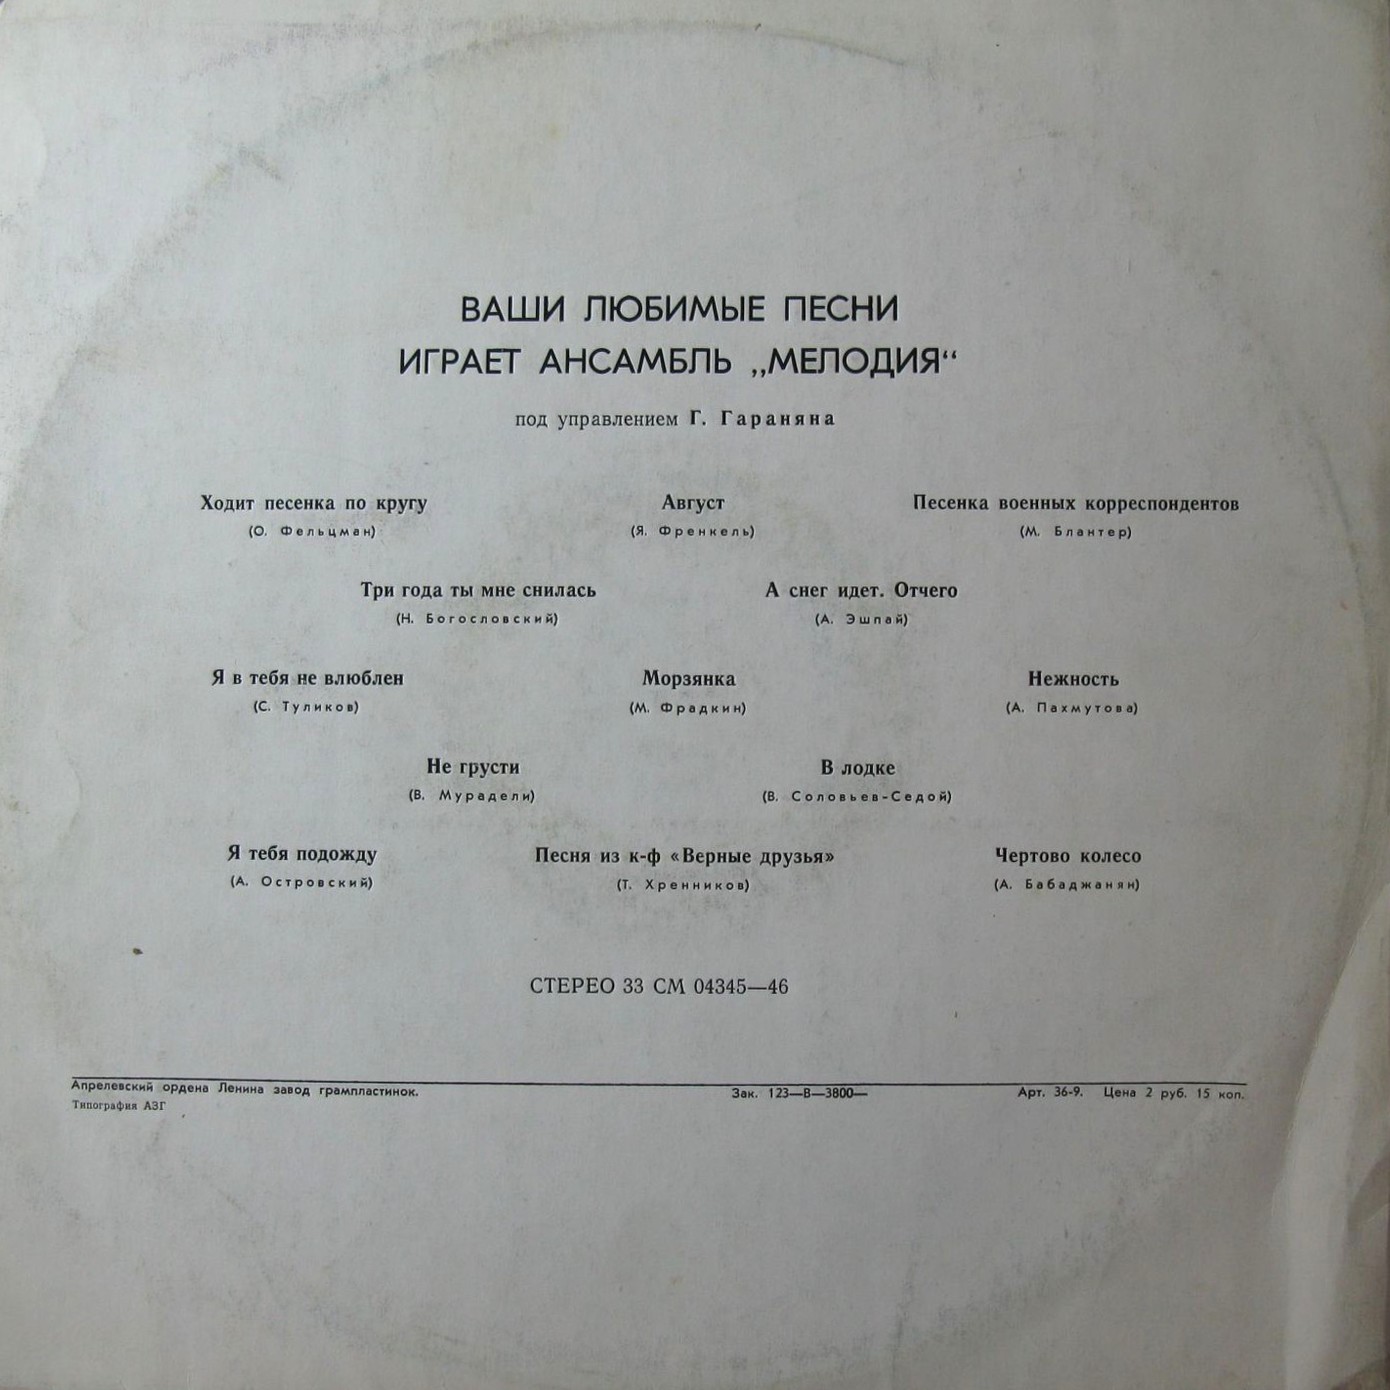 ВАШИ ЛЮБИМЫЕ ПЕСНИ
ИГРАЕТ АНСАМБЛЬ „МЕЛОДИЯ“
под управлением Г. Гараняна
Ходит песенка по кругу Август Песенка военных корреспондентов
(О. Фельцман) (Я. Френкель) (М. Блантер)
Три года ты мне снилась А снег идет. Отчего
(Н. Богословский) (А. Эшпай)
Я в тебя не влюблен Морзянка Нежность
(С. Туликов) (М. Фрадкин) (А. Пахмутова)
Не грусти В лодке
(В. Мурадели) (В. Соловьев-Седой)
Я тебя подожду Песня из к-ф «Верные друзья» Чертово колесо
(А. Островский) (Т. Хренников) (А. Бабаджанян)
СТЕРЕО 33 СМ 04345—46
Апрелевский ордена Ленина завод грампластинок. Зак. 123—В—3800— Арт. 36-9. Цена 2 руб. 15 коп.
Типография АЗГ